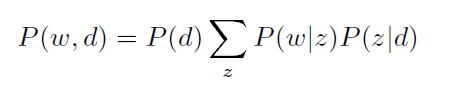 P(w, d) = P(d) ∑_z P(w|z)P(z|d)